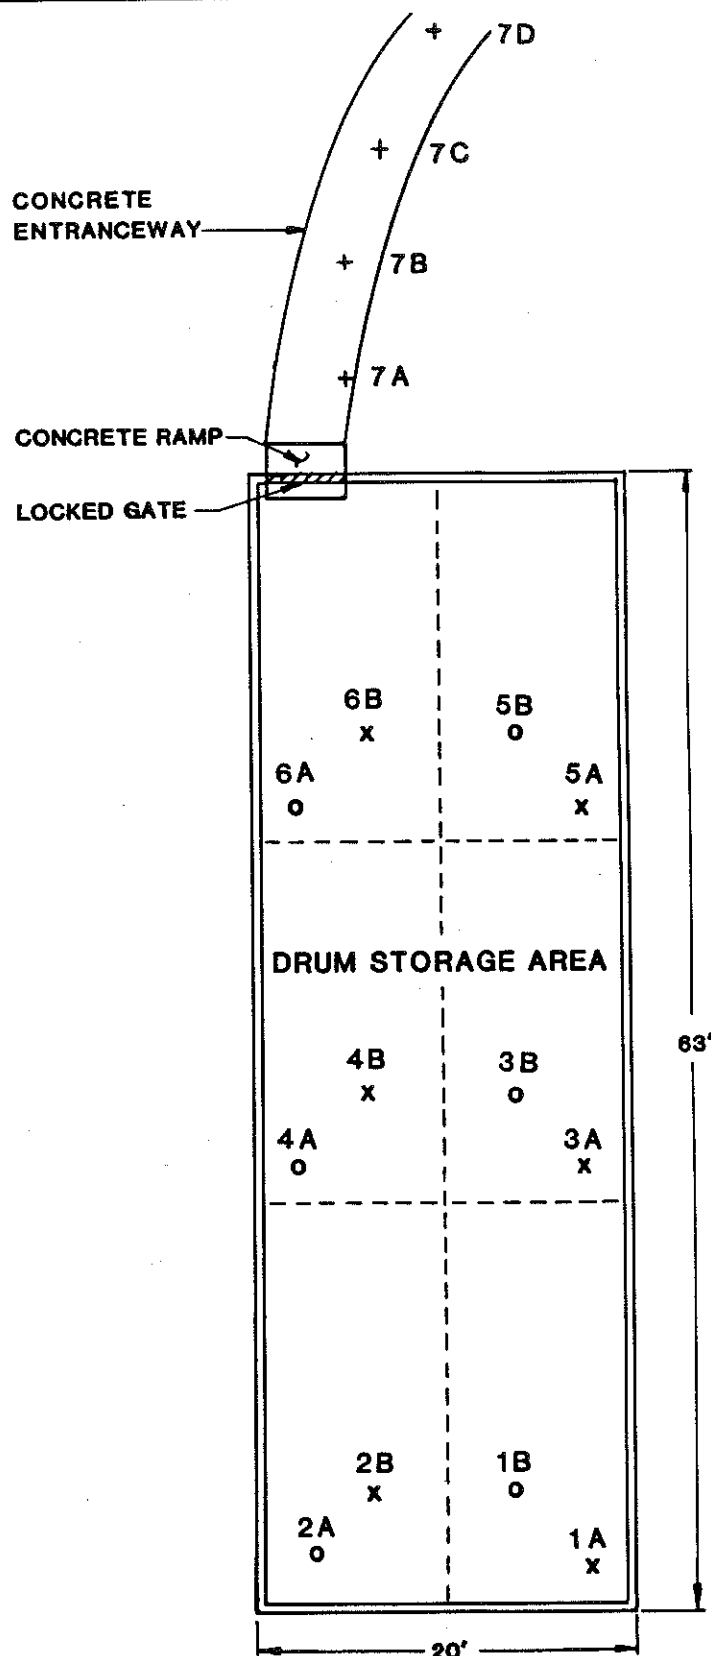 7D
7C
CONCRETE
ENTRANCEWAY
7B
7A
CONCRETE RAMP
LOCKED GATE
6B
5B
6A
5A
DRUM STORAGE AREA
63'
4B
3B
4A
3A
2B
1B
2A
1A
20'